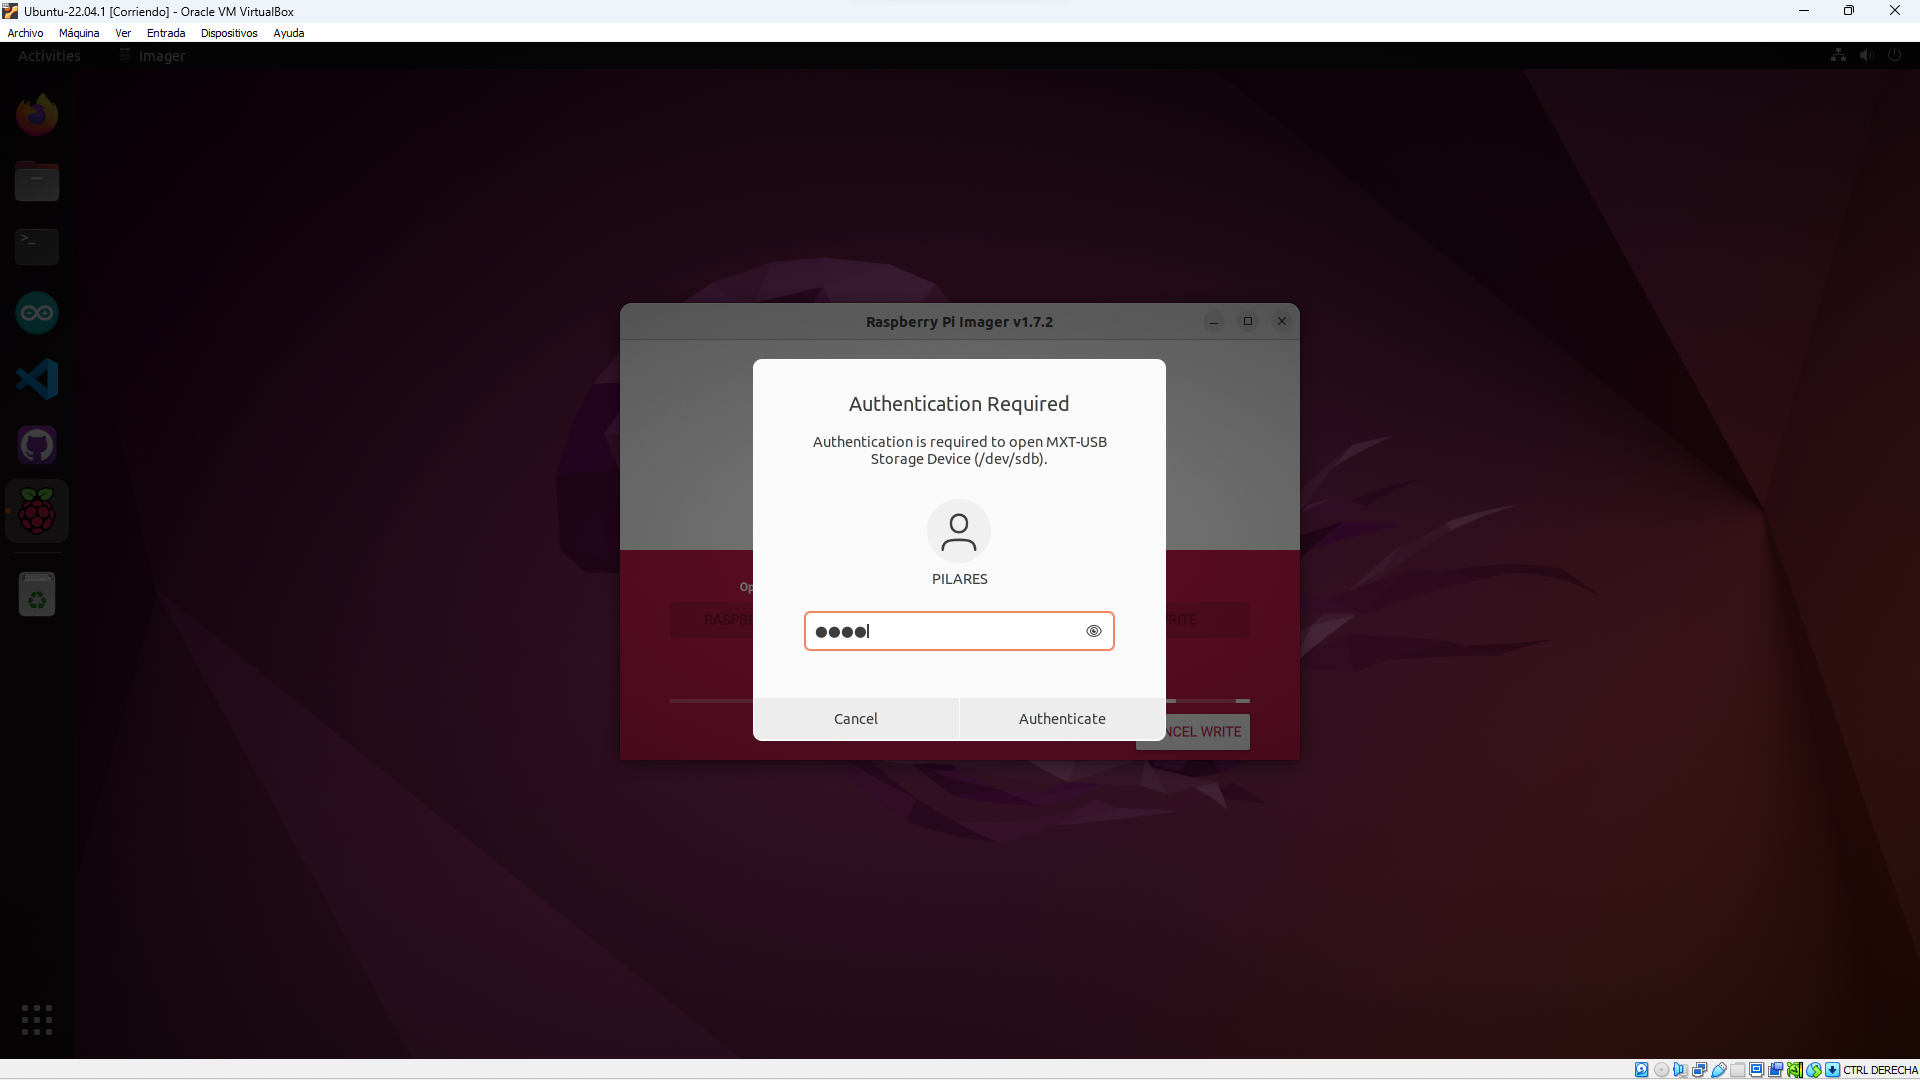 Ubuntu-22.04.1 [Corriendo] - Oracle VM VirtualBox
Archivo Máquina Ver Entrada Dispositivos Ayuda
Activities Imager
Raspberry Pi Imager v1.7.2
Authentication Required
Authentication is required to open MXT-USB
Storage Device (/dev/sdb).
PILARES
Op
RASPBE
RITE
Cancel Authenticate
NCEL WRITE
CTRL DERECHA